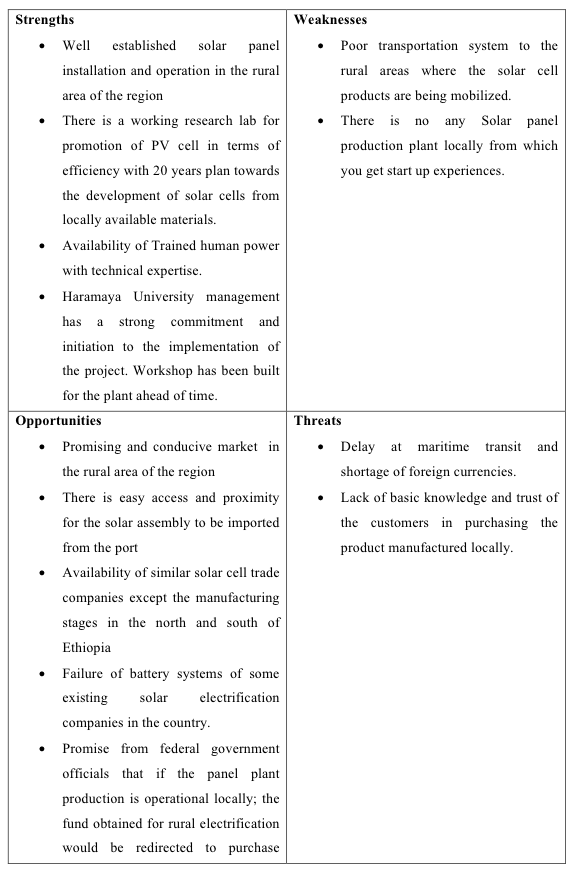 Strengths
• Well established solar panel
installation and operation in the rural
area of the region
• There is a working research lab for
promotion of PV cell in terms of
efficiency with 20 years plan towards
the development of solar cells from
locally available materials.
• Availability of Trained human power
with technical expertise.
• Haramaya University management
has a strong commitment and
initiation to the implementation of
the project. Workshop has been built
for the plant ahead of time.
Weaknesses
• Poor transportation system to the
rural areas where the solar cell
products are being mobilized.
• There is no any Solar panel
production plant locally from which
you get start up experiences.
Opportunities
• Promising and conducive market in
the rural area of the region
• There is easy access and proximity
for the solar assembly to be imported
from the port
• Availability of similar solar cell trade
companies except the manufacturing
stages in the north and south of
Ethiopia
• Failure of battery systems of some
existing solar electrification
companies in the country.
• Promise from federal government
officials that if the panel plant
production is operational locally; the
fund obtained for rural electrification
would be redirected to purchase
Threats
• Delay at maritime transit and
shortage of foreign currencies.
• Lack of basic knowledge and trust of
the customers in purchasing the
product manufactured locally.